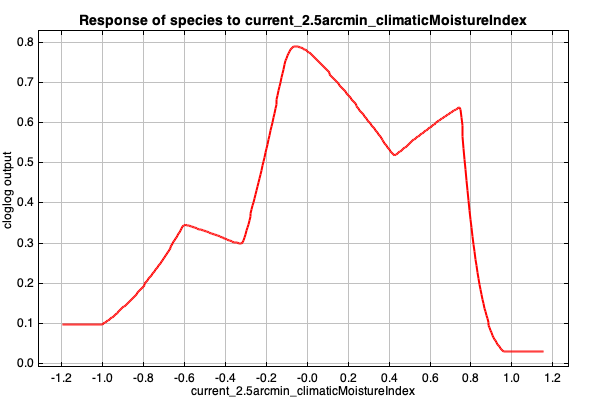 Response of species to current_2.5arcmin_climaticMoistureIndex
cloglog output
0.8
0.7
0.6
0.5
0.4
0.3
0.2
0.1
0.0
-1.2 -1.0 -0.8 -0.6 -0.4 -0.2 -0.0 0.2 0.4 0.6 0.8 1.0 1.2
current_2.5arcmin_climaticMoistureIndex